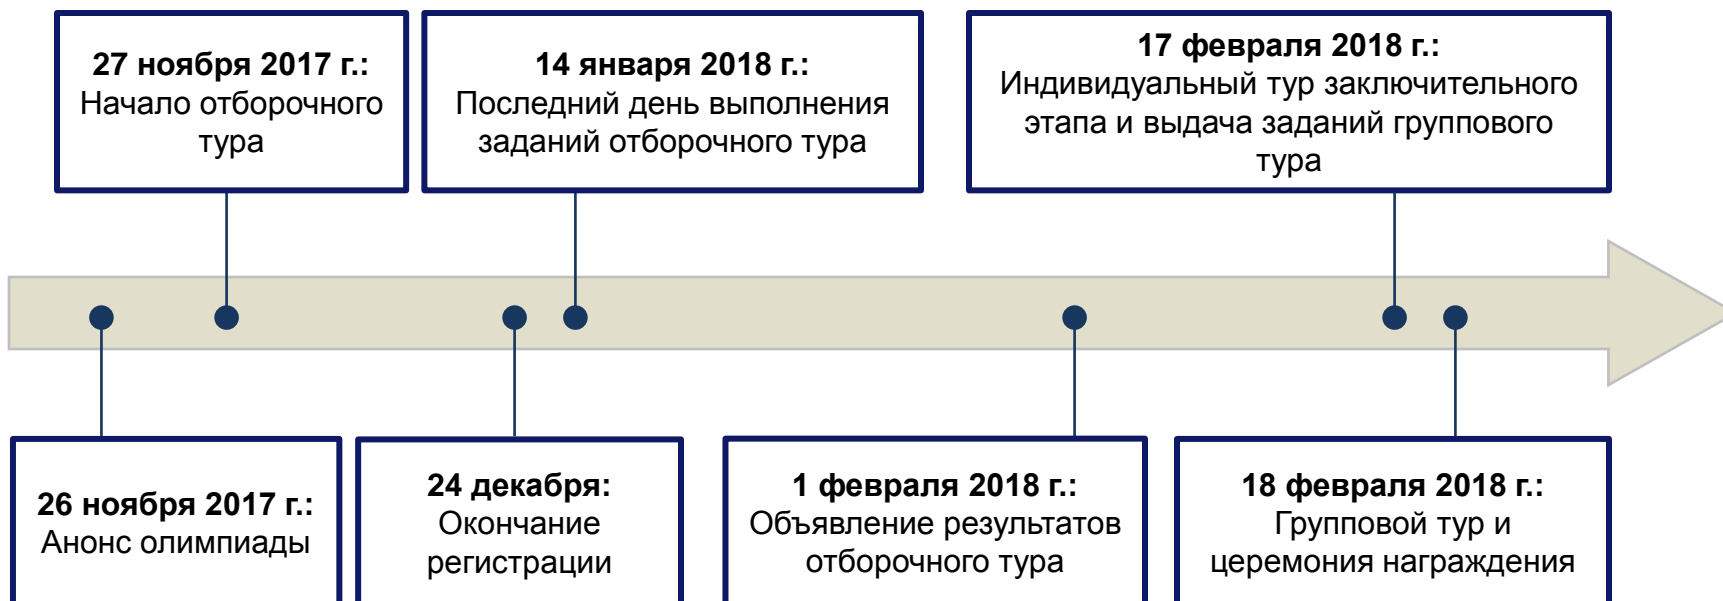 27 ноября 2017 г.:
Начало отборочного
тура
14 января 2018 г.:
Последний день выполнения
заданий отборочного тура
17 февраля 2018 г.:
Индивидуальный тур заключительного
этапа и выдача заданий группового
тура
26 ноября 2017 г.:
Анонс олимпиады
24 декабря:
Окончание
регистрации
1 февраля 2018 г.:
Объявление результатов
отборочного тура
18 февраля 2018 г.:
Групповой тур и
церемония награждения